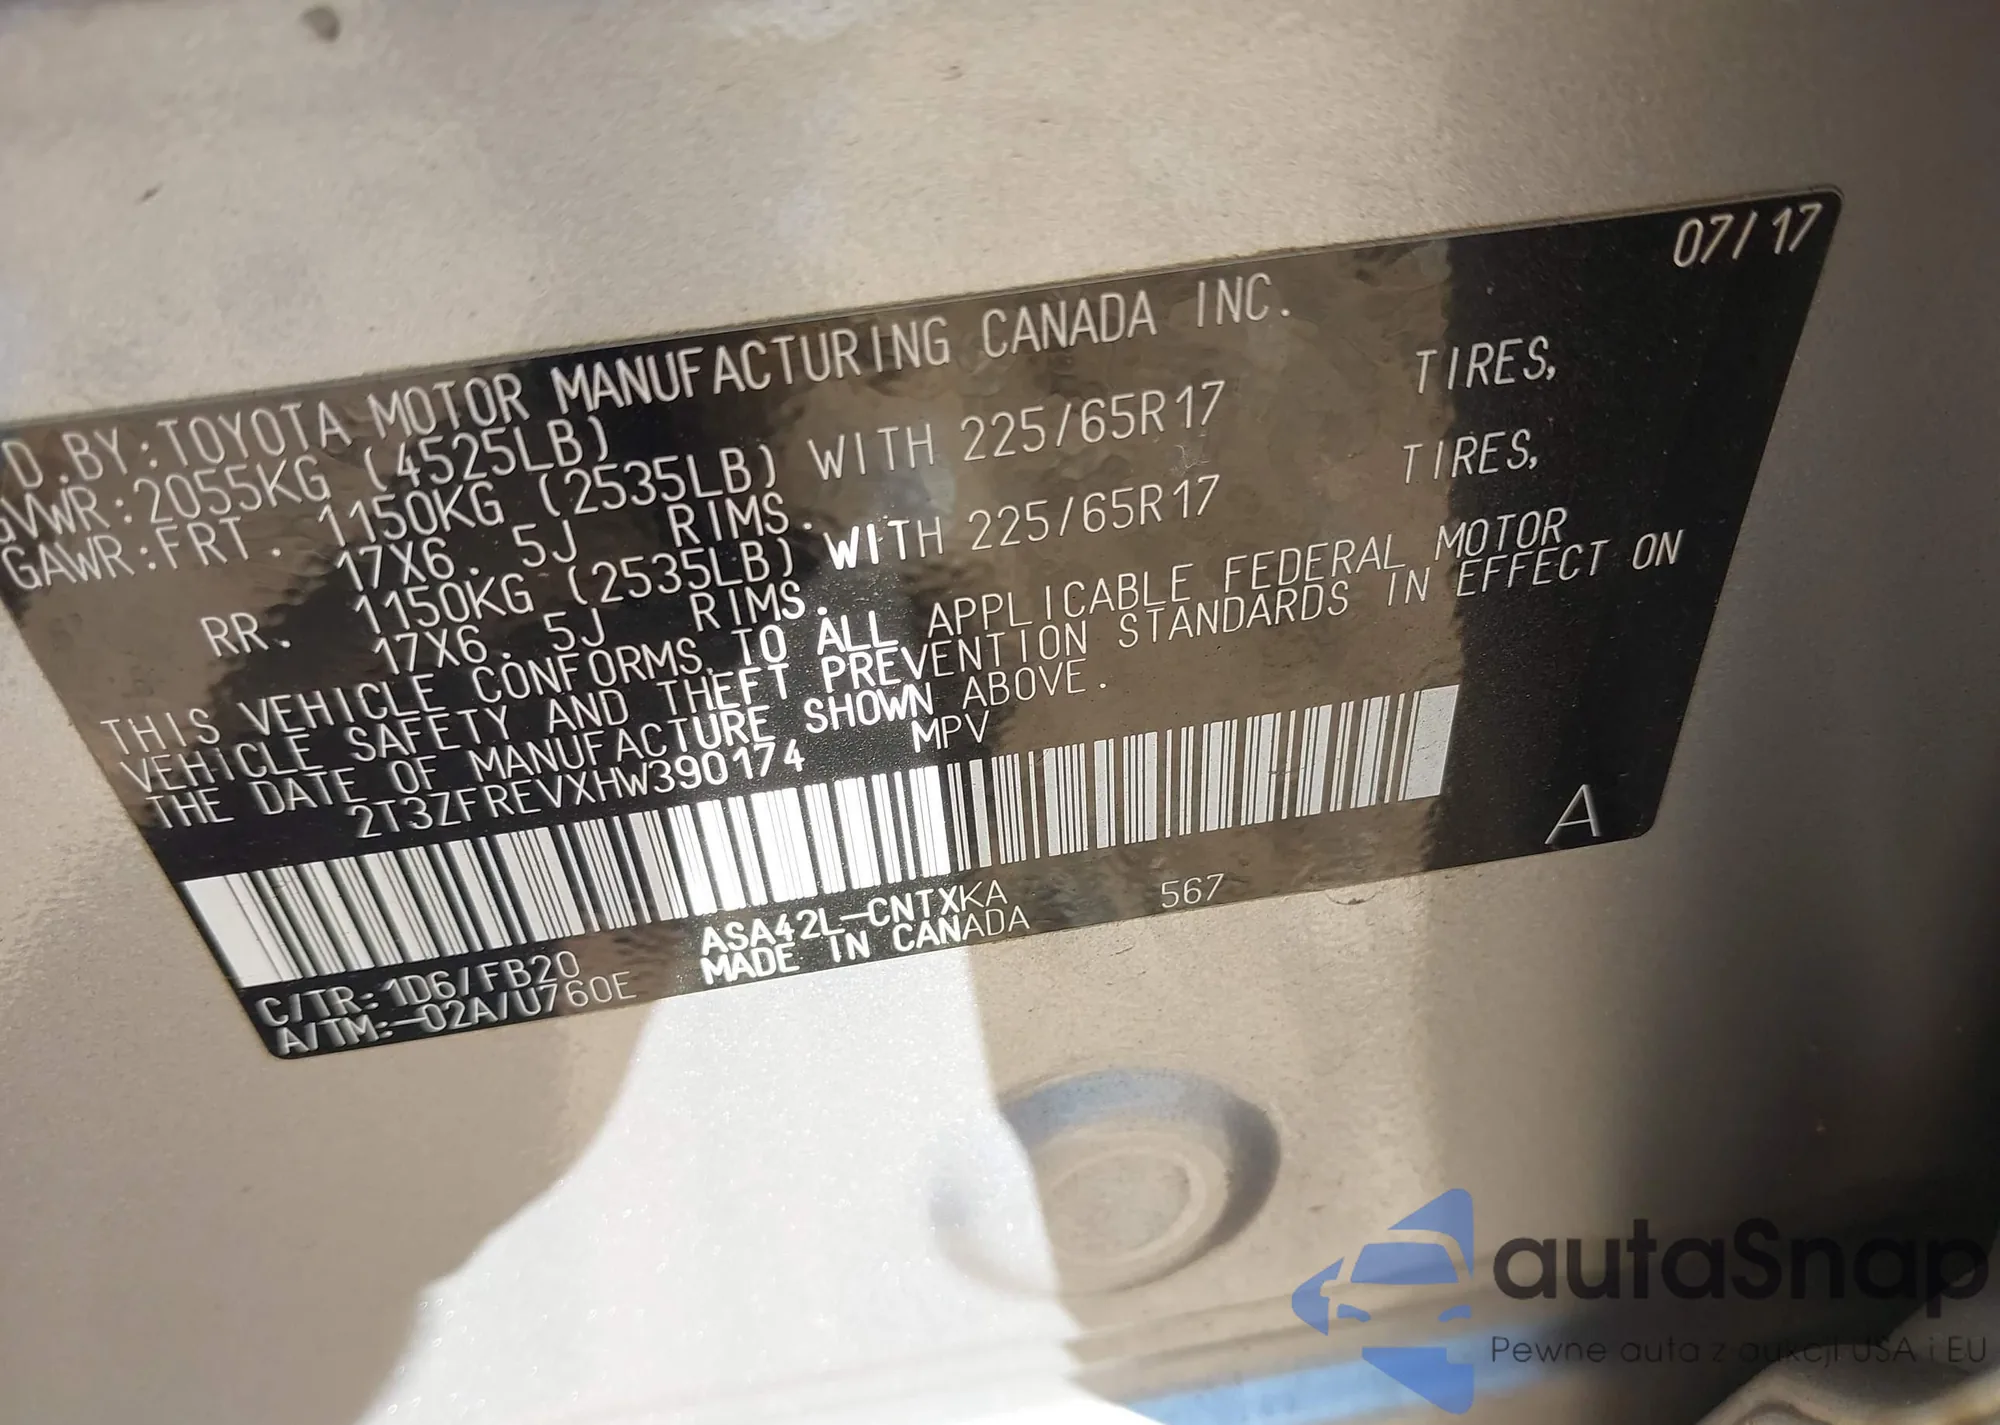 07/17
D.BY:TOYOTA MOTOR MANUFACTURING CANADA INC.
GVWR:2055KG (4525LB)
GAWR:FRT. 1150KG (2535LB) WITH 225/65R17 TIRES,
17X6.5J RIMS.
RR. 1150KG (2535LB) WITH 225/65R17 TIRES,
17X6.5J RIMS.
THIS VEHICLE CONFORMS TO ALL APPLICABLE FEDERAL MOTOR
VEHICLE SAFETY AND THEFT PREVENTION STANDARDS IN EFFECT ON
THE DATE OF MANUFACTURE SHOWN ABOVE.
2T3ZFREVXHW390174 MPV
A
C/TR:1D6/FB20 ASA42L-CNTXKA 567
A/TM:-02A/U760E MADE IN CANADA
autaSnap
Pewne auta z aukcji USA i EU